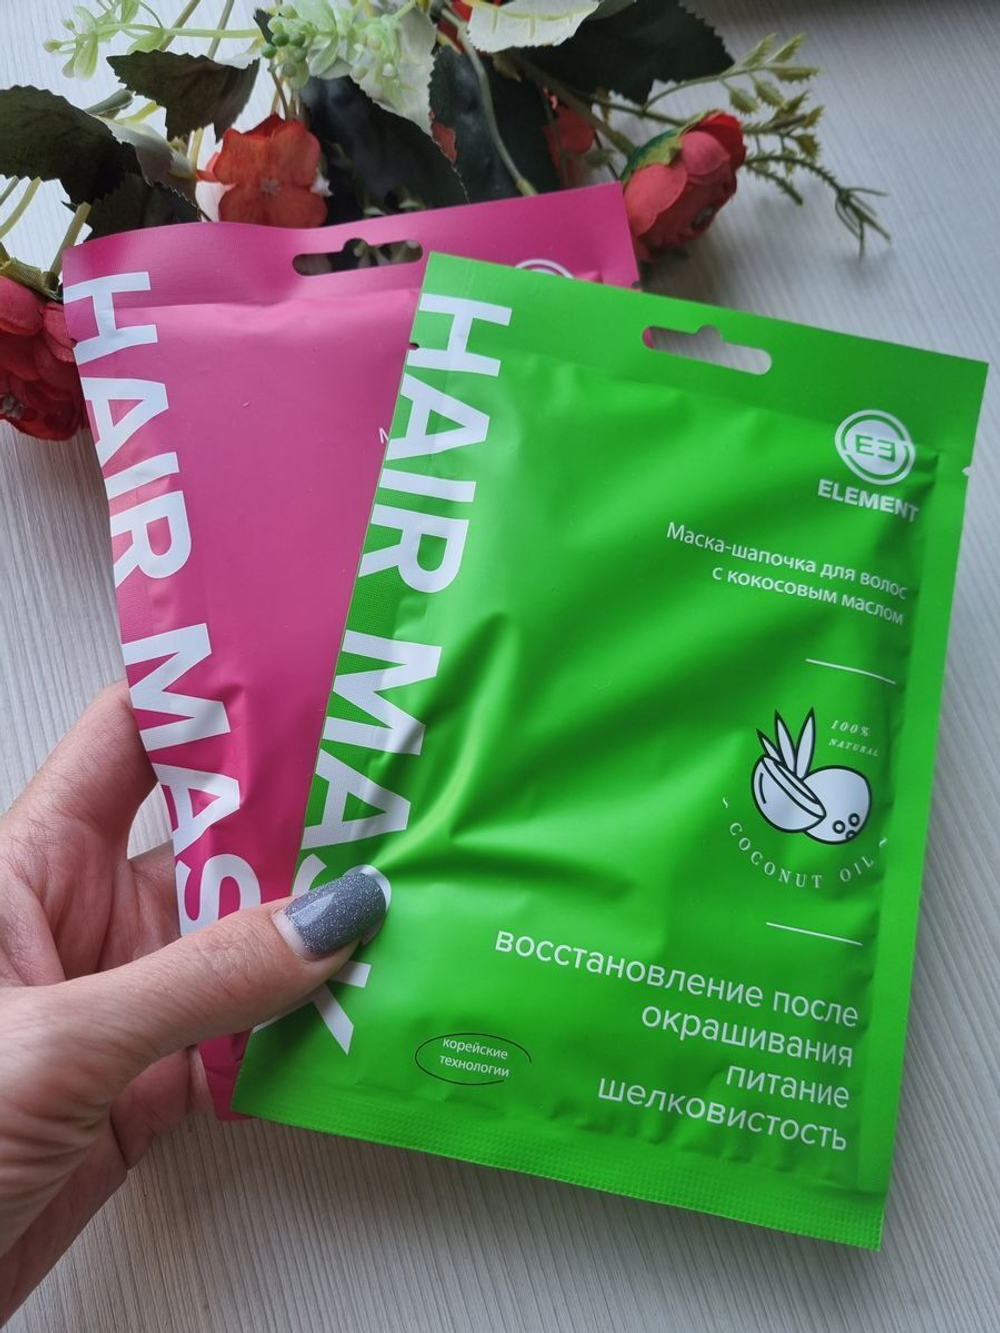 HAIR MASK
HAIR MASK
ELEMENT
Маска-шапочка для волос
с кокосовым маслом
100%
NATURAL
COCONUT OIL
восстановление после
окрашивания
питание
шелковистость
корейские
технологии